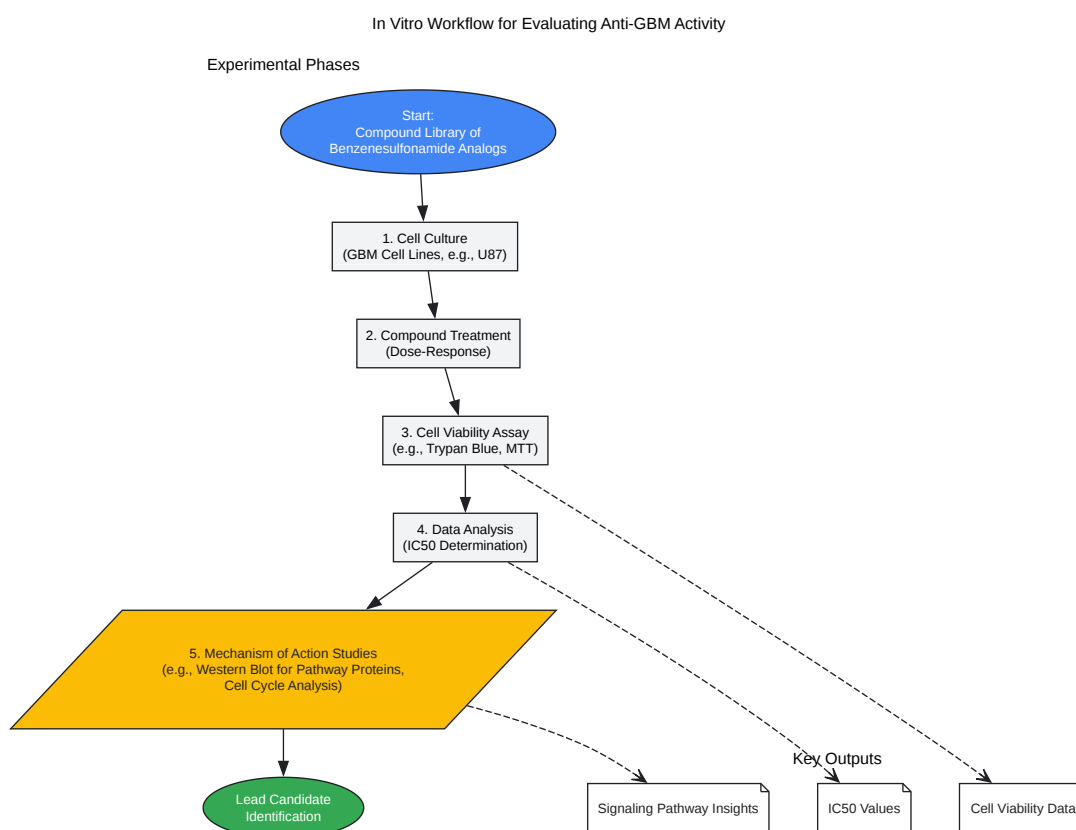 In Vitro Workflow for Evaluating Anti-GBM Activity
Experimental Phases
Start:
Compound Library of
Benzenesulfonamide Analogs
1. Cell Culture
(GBM Cell Lines, e.g., U87)
2. Compound Treatment
(Dose-Response)
3. Cell Viability Assay
(e.g., Trypan Blue, MTT)
4. Data Analysis
(IC50 Determination)
5. Mechanism of Action Studies
(e.g., Western Blot for Pathway Proteins,
Cell Cycle Analysis)
Lead Candidate
Identification
Key Outputs
Signaling Pathway Insights
IC50 Values
Cell Viability Data